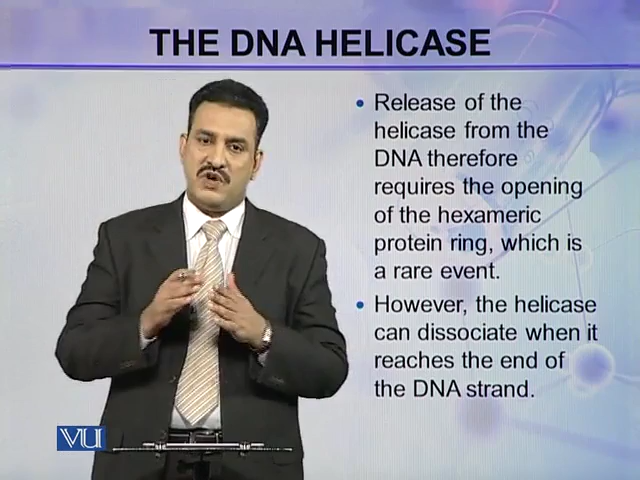 THE DNA HELICASE
• Release of the
helicase from the
DNA therefore
requires the opening
of the hexameric
protein ring, which is
a rare event.
• However, the helicase
can dissociate when it
reaches the end of
the DNA strand.
VU